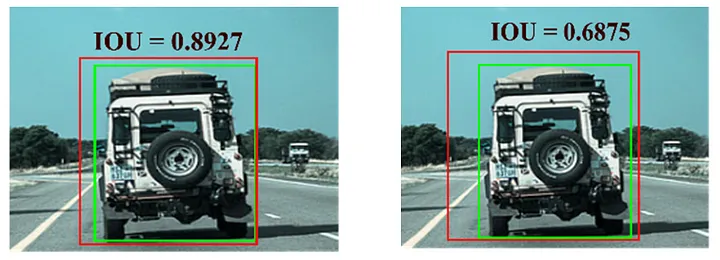 IOU = 0.8927
IOU = 0.6875